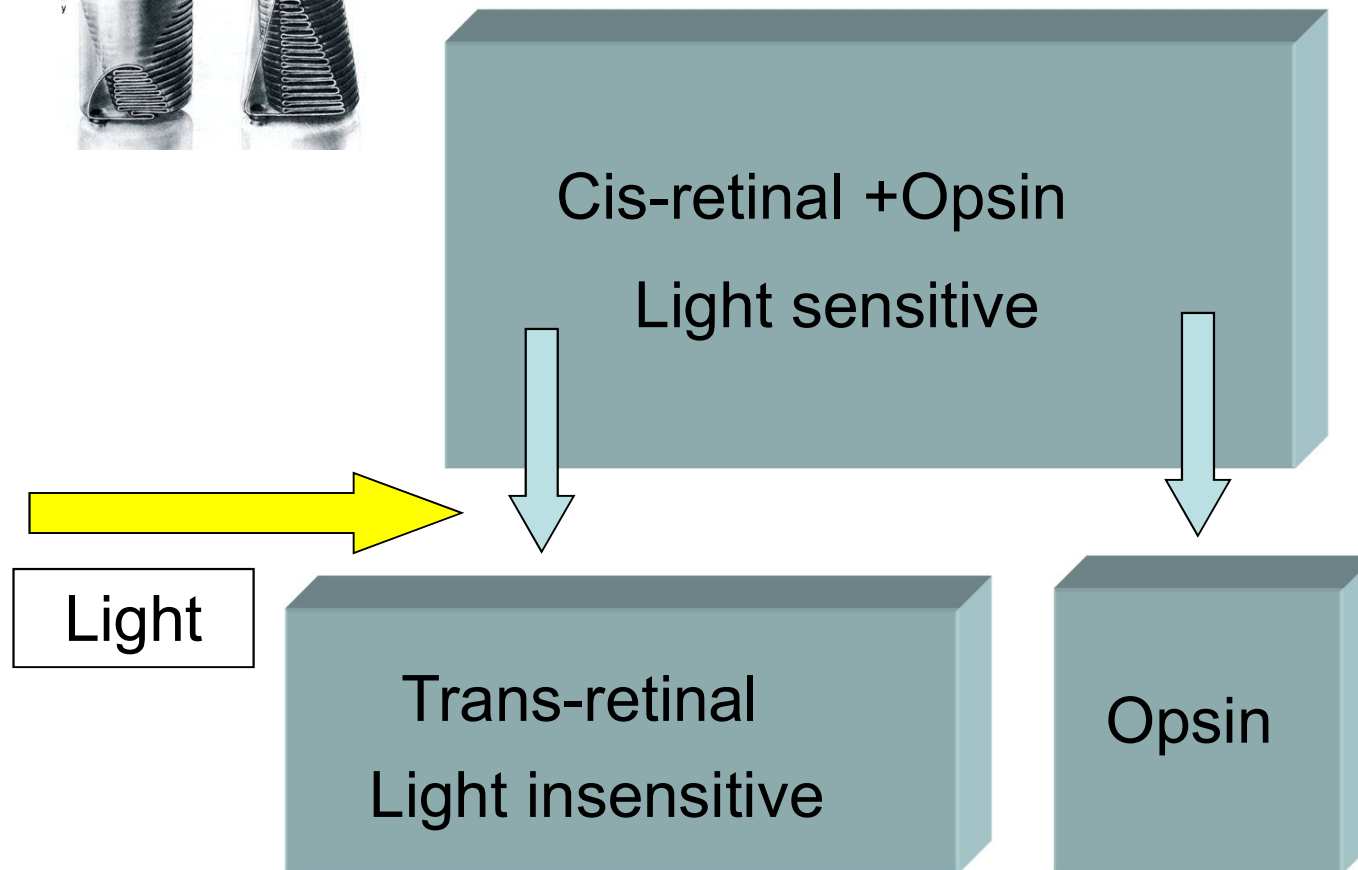 y
Cis-retinal +Opsin
Light sensitive
Light
Trans-retinal
Light insensitive
Opsin